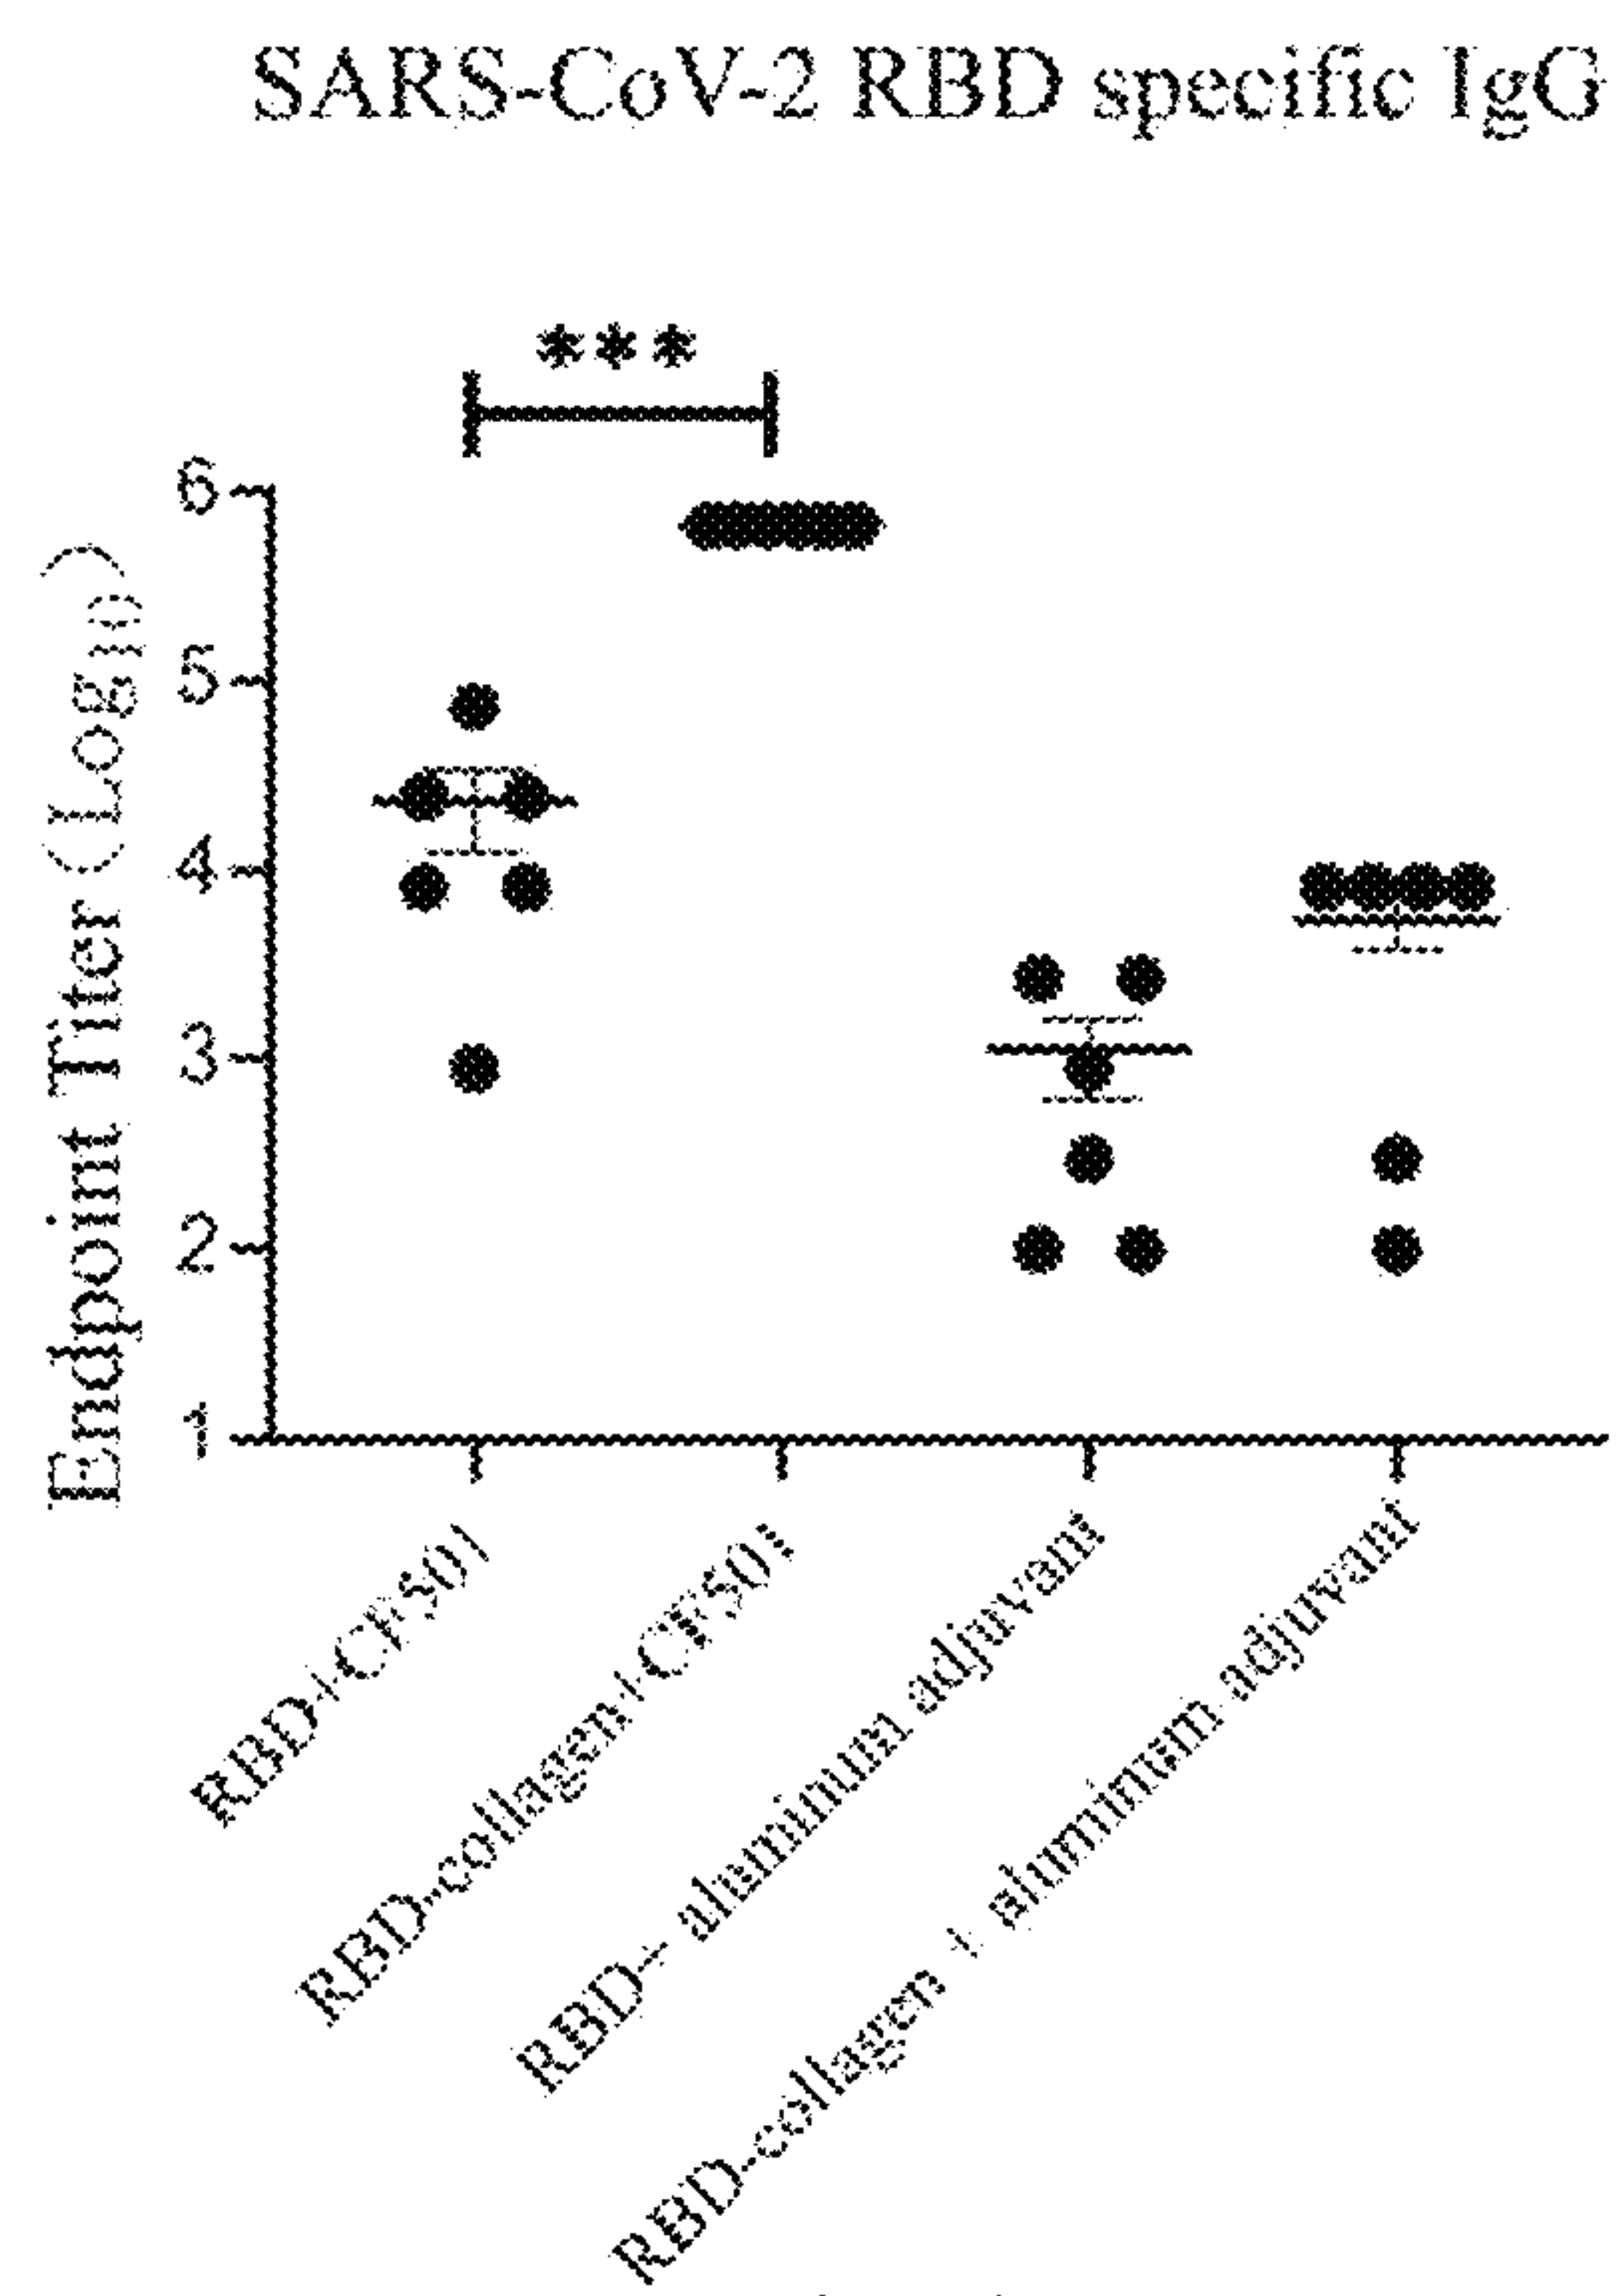 SARS-CoV-2 RBD specific IgG
***
Endpoint Titer (Log10)
6
5
4
3
2
1
RBD+CF501
RBD-collagen+CF501
RBD+ aluminum adjuvant
RBD-collagen + aluminum adjuvant